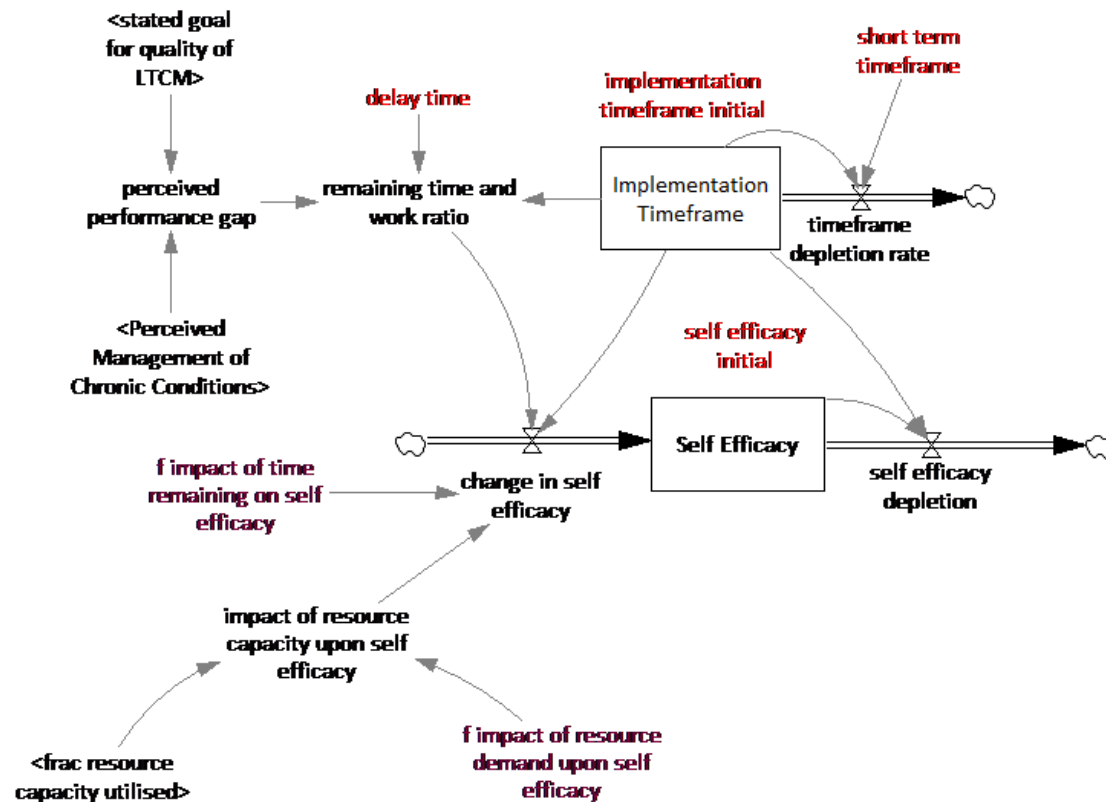 <stated goal
for quality of
LTCM>
short term
timeframe
implementation
timeframe initial
delay time
perceived
performance gap
remaining time and
work ratio
Implementation
Timeframe
timeframe
depletion rate
<Perceived
Management of
Chronic Conditions>
self efficacy
initial
Self Efficacy
self efficacy
depletion
change in self
efficacy
f impact of time
remaining on self
efficacy
impact of resource
capacity upon self
efficacy
<frac resource
capacity utilised>
f impact of resource
demand upon self
efficacy